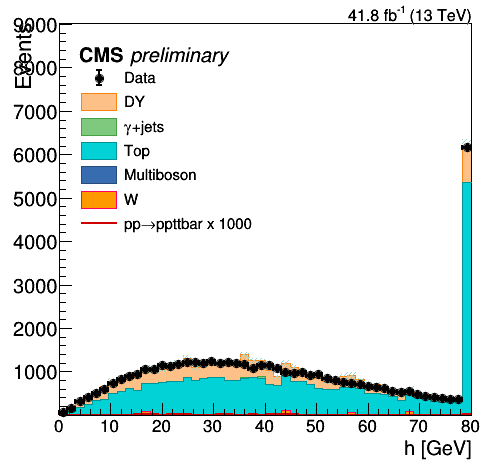 41.8 fb⁻¹ (13 TeV)
Events
CMS preliminary
Data
DY
γ+jets
Top
Multiboson
W
pp→ppttbar x 1000
9000
8000
7000
6000
5000
4000
3000
2000
1000
0 10 20 30 40 50 60 70 80
h [GeV]